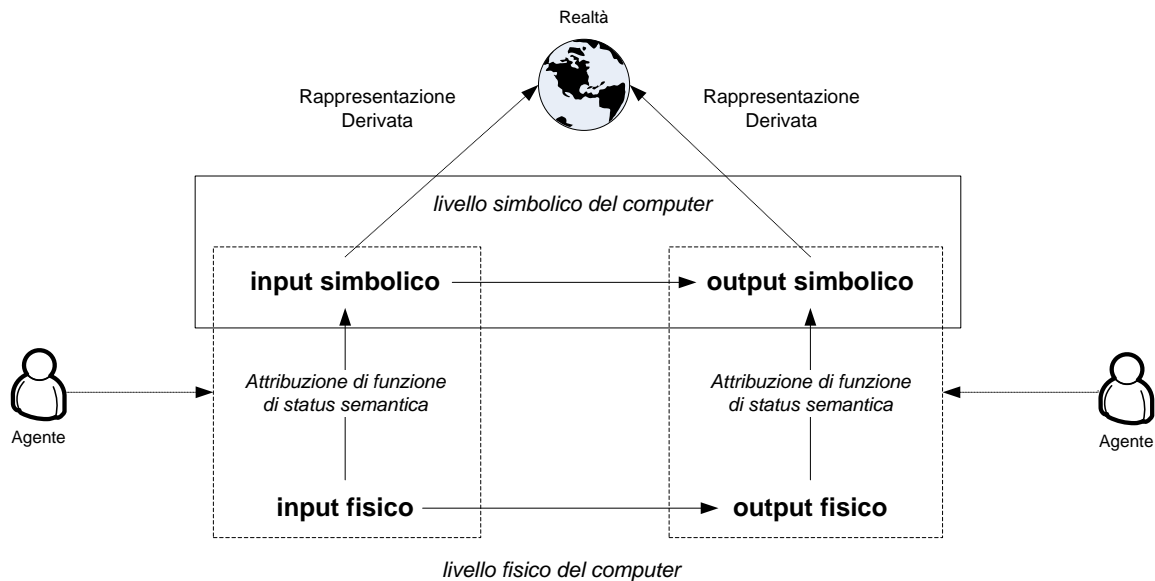 Realtà
Rappresentazione
Derivata
Rappresentazione
Derivata
livello simbolico del computer
input simbolico
output simbolico
Attribuzione di funzione
di status semantica
Attribuzione di funzione
di status semantica
Agente
Agente
input fisico
output fisico
livello fisico del computer